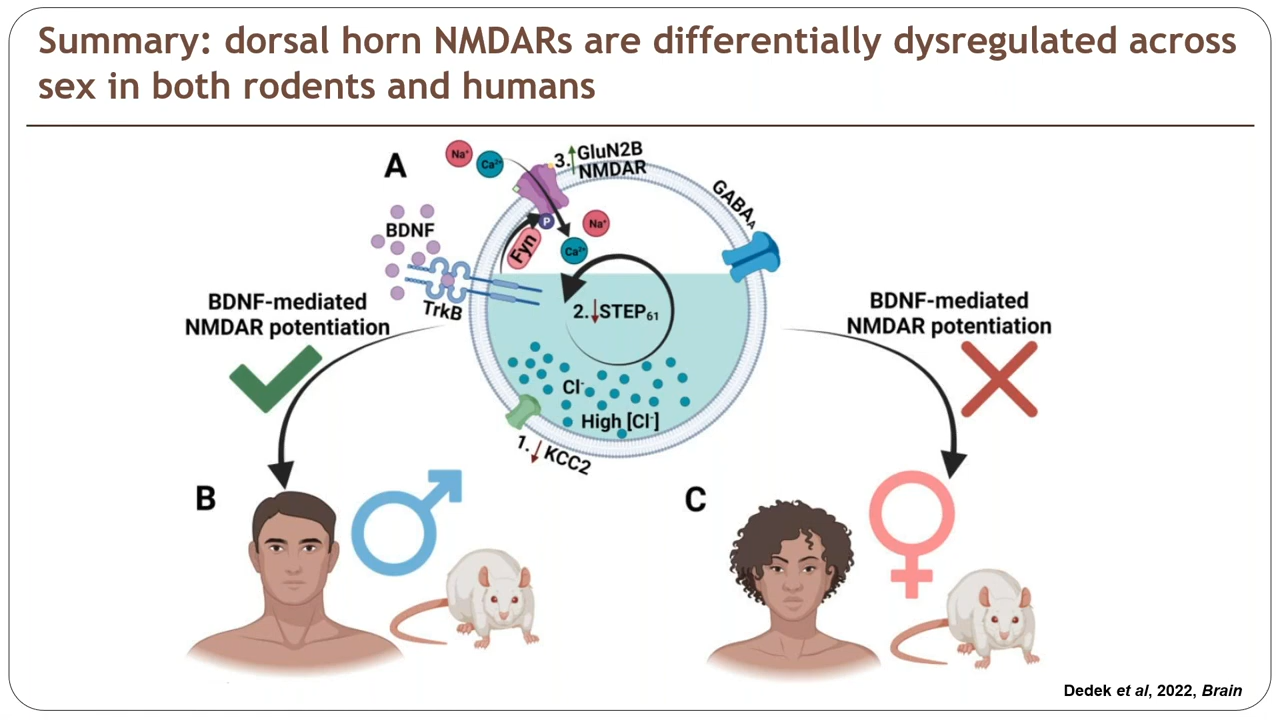 Summary: dorsal horn NMDARs are differentially dysregulated across
sex in both rodents and humans
A
Na⁺
Ca²⁺
3.↑GluN2B
NMDAR
GABA_A
BDNF
P
Fyn
Na⁺
Ca²⁺
TrkB
BDNF-mediated
NMDAR potentiation
2.↓STEP₆₁
BDNF-mediated
NMDAR potentiation
Cl⁻
High [Cl⁻]
1.↓KCC2
B
C
Dedek et al, 2022, Brain